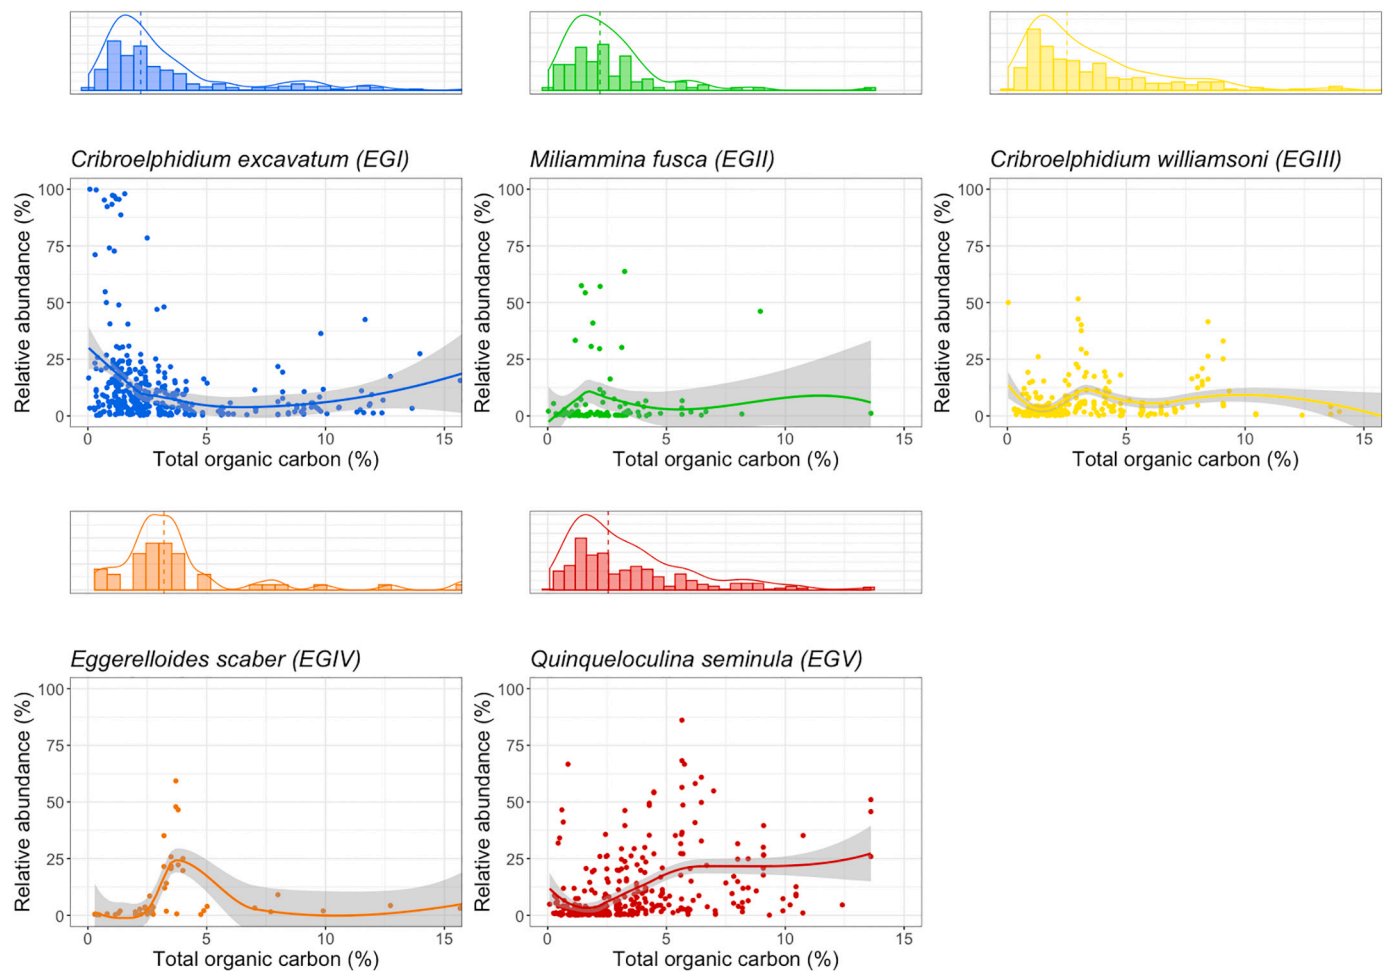 Cribroelphidium excavatum (EGI)
Relative abundance (%)
100
75
50
25
0
0 5 10 15
Total organic carbon (%)
Miliammina fusca (EGII)
Relative abundance (%)
100
75
50
25
0
0 5 10 15
Total organic carbon (%)
Cribroelphidium williamsoni (EGIII)
Relative abundance (%)
100
75
50
25
0
0 5 10 15
Total organic carbon (%)
Eggerelloides scaber (EGIV)
Relative abundance (%)
100
75
50
25
0
0 5 10 15
Total organic carbon (%)
Quinqueloculina seminula (EGV)
Relative abundance (%)
100
75
50
25
0
0 5 10 15
Total organic carbon (%)